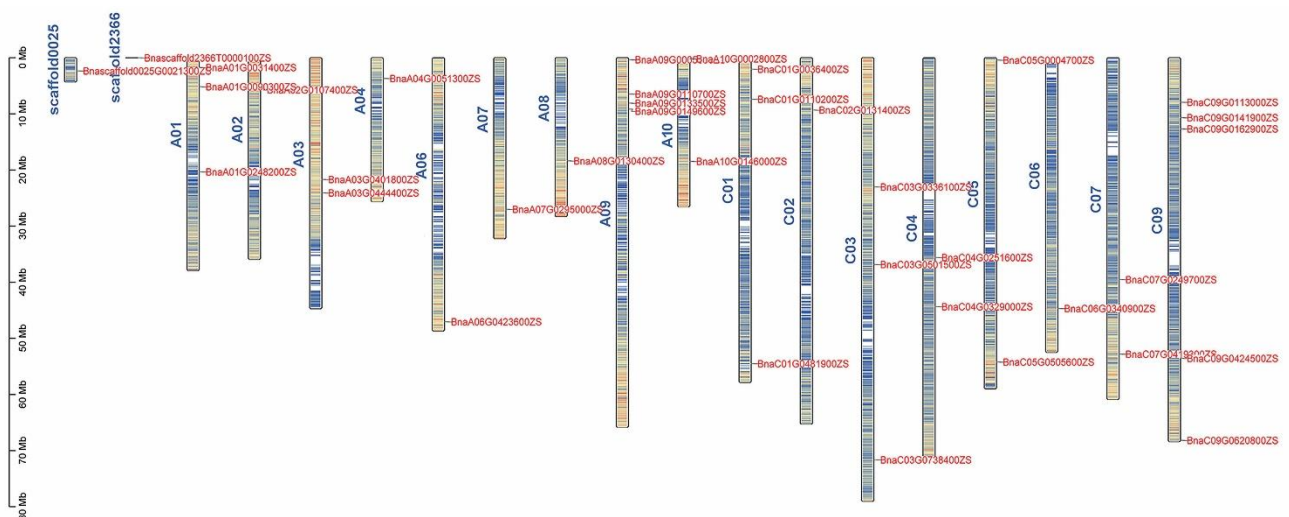 0 Mb
10 Mb
20 Mb
30 Mb
40 Mb
50 Mb
60 Mb
70 Mb
80 Mb
scaffold0025
Bnascaffold0025G0021300ZS
scaffold2366
Bnascaffold2366T0000100ZS
A01
BnaA01G0031400ZS
BnaA01G0090300ZS
BnaA01G0248200ZS
A02
BnaA02G0107400ZS
A03
BnaA03G0401800ZS
BnaA03G0444400ZS
A04
BnaA04G0051300ZS
A06
BnaA06G0423600ZS
A07
BnaA07G0295000ZS
A08
BnaA08G0130400ZS
A09
BnaA09G0110700ZS
BnaA09G0133500ZS
BnaA09G0149600ZS
A10
BnaA10G0002800ZS
BnaA10G0146000ZS
C01
BnaC01G0036400ZS
BnaC01G0110200ZS
BnaC01G0481900ZS
C02
BnaC02G0131400ZS
C03
BnaC03G0336100ZS
BnaC03G0501500ZS
BnaC03G0738400ZS
C04
BnaC04G0251600ZS
BnaC04G0329000ZS
C05
BnaC05G0004700ZS
BnaC05G0505600ZS
C06
BnaC06G0340900ZS
C07
BnaC07G0249700ZS
C09
BnaC09G0113000ZS
BnaC09G0141900ZS
BnaC09G0162900ZS
BnaC09G0424500ZS
BnaC09G0620800ZS